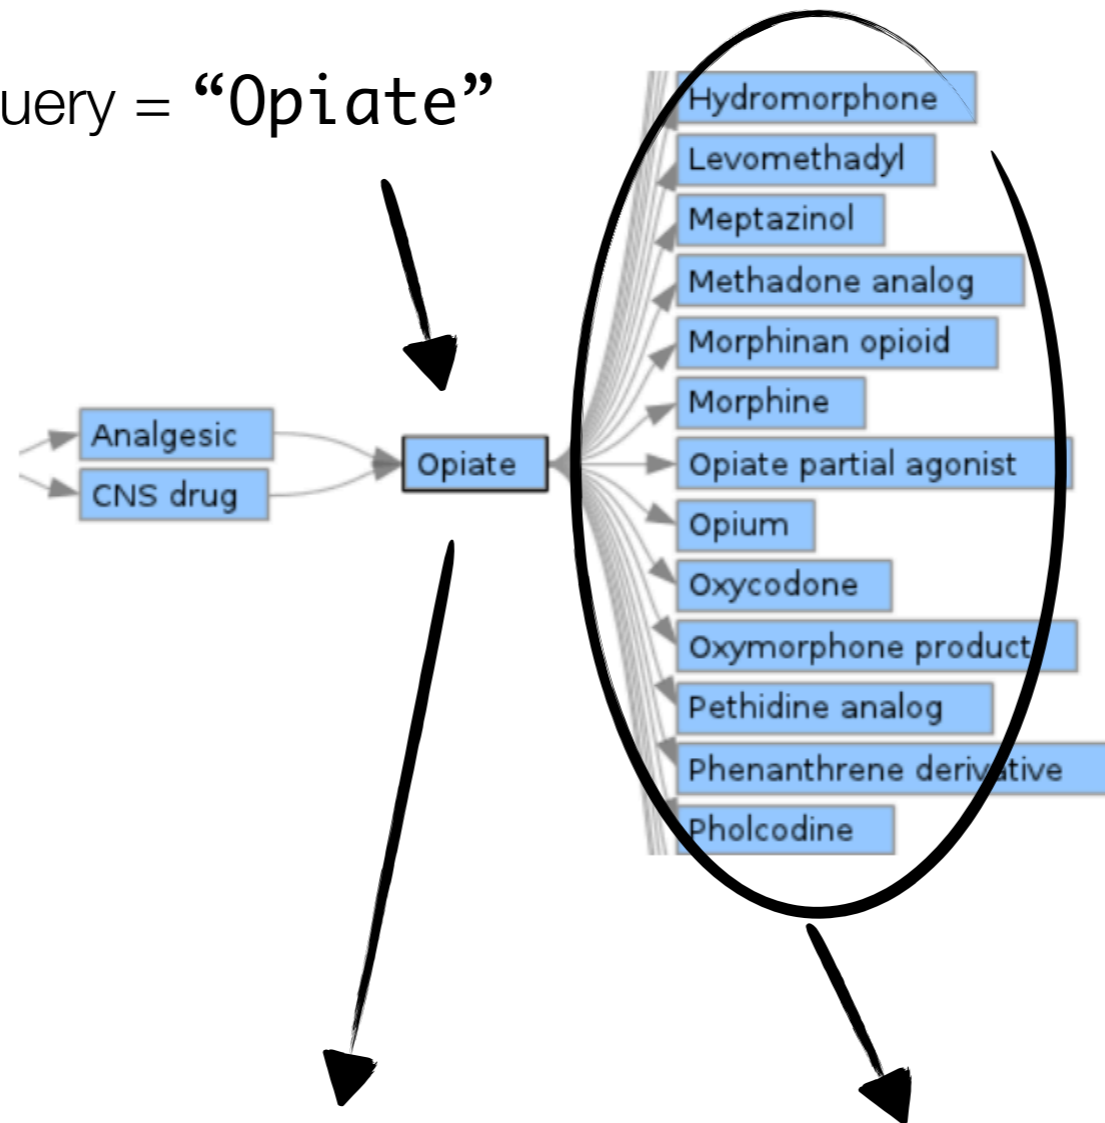 uery = “Opiate”
Hydromorphone
Levomethadyl
Meptazinol
Methadone analog
Morphinan opioid
Morphine
Analgesic
CNS drug
Opiate
Opiate partial agonist
Opium
Oxycodone
Oxymorphone product
Pethidine analog
Phenanthrene derivative
Pholcodine